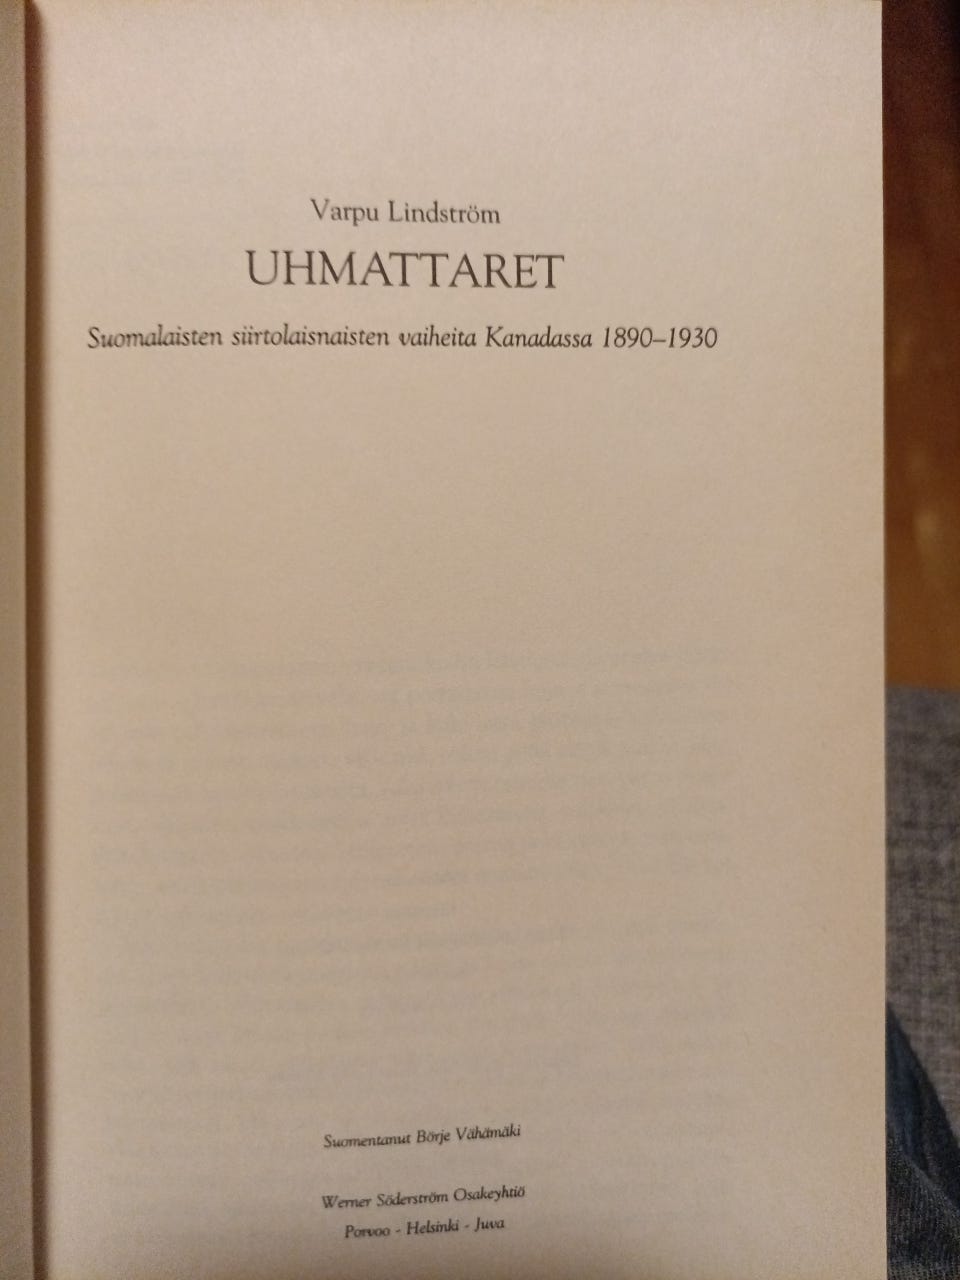 Varpu Lindström
UHMATTARET
Suomalaisten siirtolaisnaisten vaiheita Kanadassa 1890–1930
Suomentanut Börje Vähämäki
Werner Söderström Osakeyhtiö
Porvoo - Helsinki - Juva